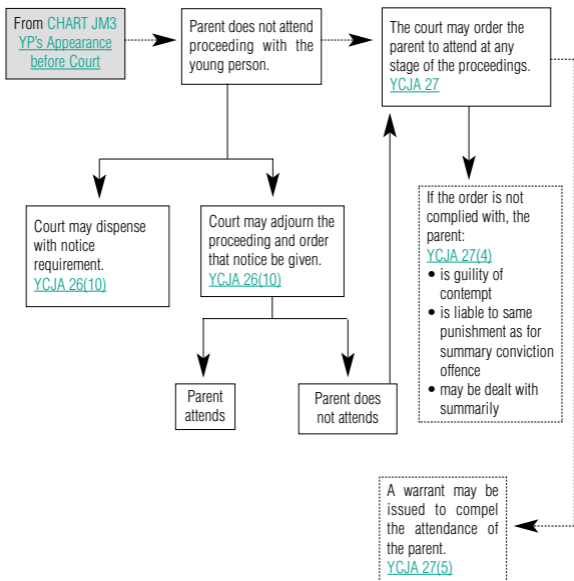 From CHART JM3
YP's Appearance
before Court
Parent does not attend
proceeding with the
young person.
The court may order the
parent to attend at any
stage of the proceedings.
YCJA 27
Court may dispense
with notice
requirement.
YCJA 26(10)
Court may adjourn the
proceeding and order
that notice be given.
YCJA 26(10)
If the order is not
complied with, the
parent:
YCJA 27(4)
• is guility of
contempt
• is liable to same
punishment as for
summary conviction
offence
• may be dealt with
summarily
Parent
attends
Parent does
not attends
A warrant may be
issued to compel
the attendance of
the parent.
YCJA 27(5)